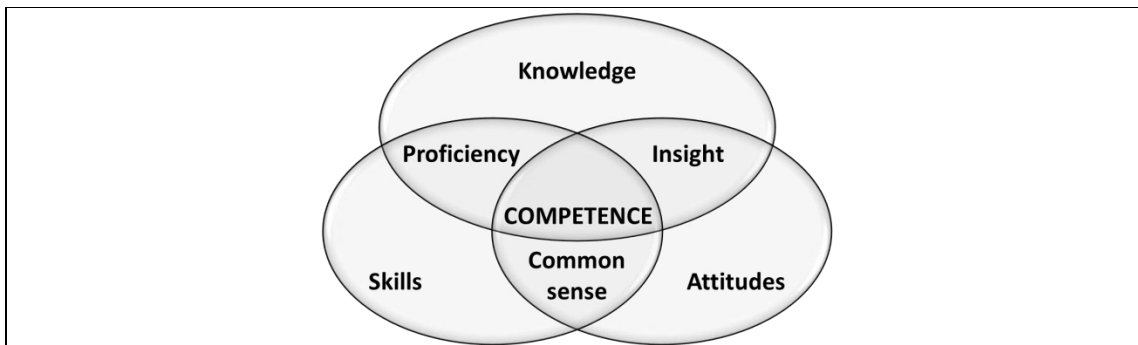 Knowledge
Proficiency
Insight
COMPETENCE
Common
sense
Skills
Attitudes